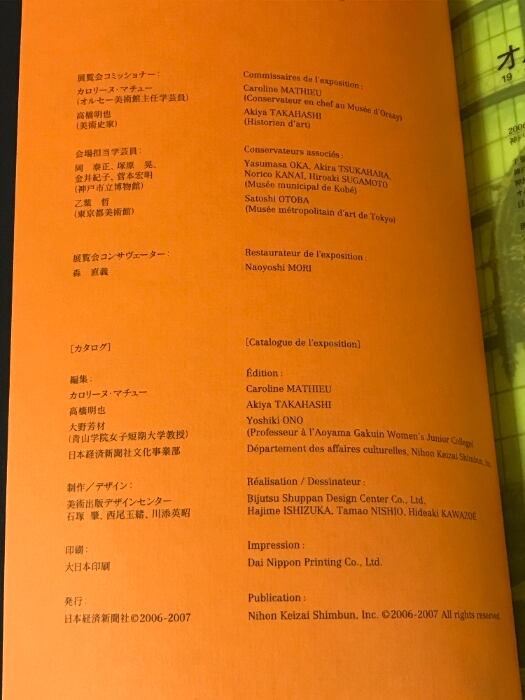 展覧会コミッショナー:
カロリーヌ・マチュー
(オルセー美術館主任学芸員)
高橋明也
(美術史家)
会場担当学芸員:
岡 泰正、塚原 晃、
金井紀子、菅本宏明
(神戸市立博物館)
乙葉 哲
(東京都美術館)
展覧会コンサヴェーター:
森 直義
[カタログ]
編集:
カロリーヌ・マチュー
高橋明也
大野芳材
(青山学院女子短期大学教授)
日本経済新聞社文化事業部
制作/デザイン:
美術出版デザインセンター
石塚 肇、西尾玉緒、川添英昭
印刷:
大日本印刷
発行:
日本経済新聞社 ©2006-2007
Commissaires de l'exposition:
Caroline MATHIEU
(Conservateur en chef au Musée d'Orsay)
Akiya TAKAHASHI
(Historien d'art)
Conservateurs associés:
Yasumasa OKA, Akira TSUKAHARA,
Norico KANAI, Hiroaki SUGAMOTO
(Musée municipal de Kobé)
Satoshi OTOBA
(Musée métropolitain d'art de Tokyo)
Restaurateur de l'exposition:
Naoyoshi MORI
[Catalogue de l'exposition]
Édition:
Caroline MATHIEU
Akiya TAKAHASHI
Yoshiki ONO
(Professeur à l'Aoyama Gakuin Women's Junior College)
Département des affaires culturelles, Nihon Keizai Shimbun, Inc.
Réalisation / Dessinateur:
Bijutsu Shuppan Design Center Co., Ltd.
Hajime ISHIZUKA, Tamao NISHIO, Hideaki KAWAZOÉ
Impression:
Dai Nippon Printing Co., Ltd.
Publication:
Nihon Keizai Shimbun, Inc. ©2006-2007 All rights reserved.
オ
19
200
神